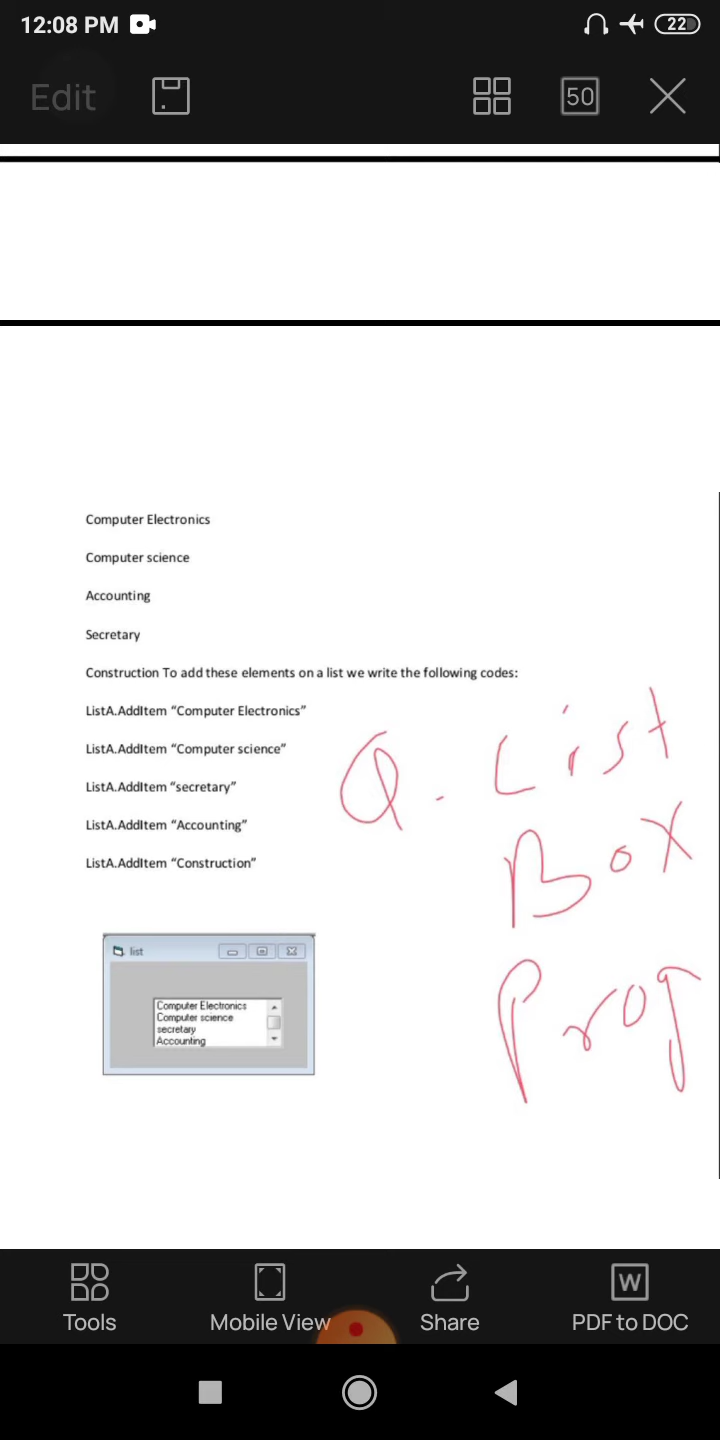 12:08 PM
22
Edit
50
Computer Electronics
Computer science
Accounting
Secretary
Construction To add these elements on a list we write the following codes:
ListA.AddItem “Computer Electronics”
ListA.AddItem “Computer science”
ListA.AddItem “secretary”
ListA.AddItem “Accounting”
ListA.AddItem “Construction”
Q. List
Box
Prog
list
Computer Electronics
Computer science
secretary
Accounting
W
Tools
Mobile View
Share
PDF to DOC